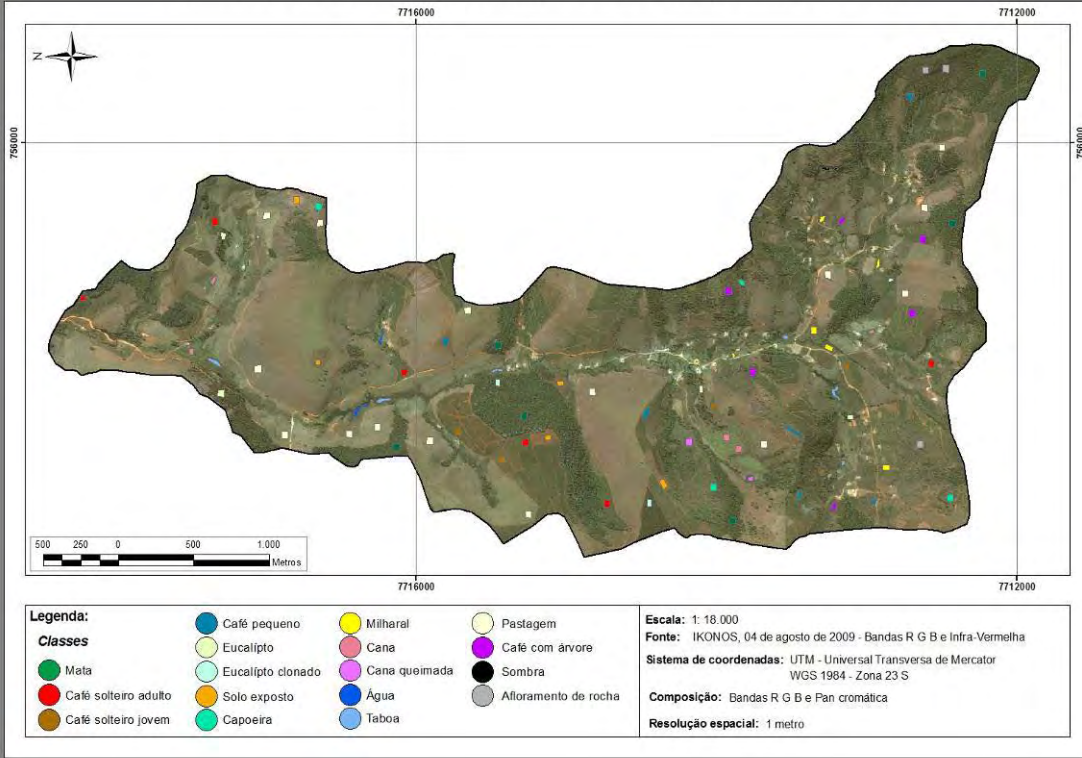 7716000
7712000
N
756000
756000
500 250 0 500 1.000
Metros
7716000
7712000
Legenda:
Classes
Mata
Café solteiro adulto
Café solteiro jovem
Café pequeno
Eucalípto
Eucalípto clonado
Solo exposto
Capoeira
Milharal
Cana
Cana queimada
Água
Taboa
Pastagem
Café com árvore
Sombra
Afloramento de rocha
Escala: 1: 18.000
Fonte: IKONOS, 04 de agosto de 2009 - Bandas R G B e Infra-Vermelha
Sistema de coordenadas: UTM - Universal Transversa de Mercator
WGS 1984 - Zona 23 S
Composição: Bandas R G B e Pan cromática
Resolução espacial: 1 metro